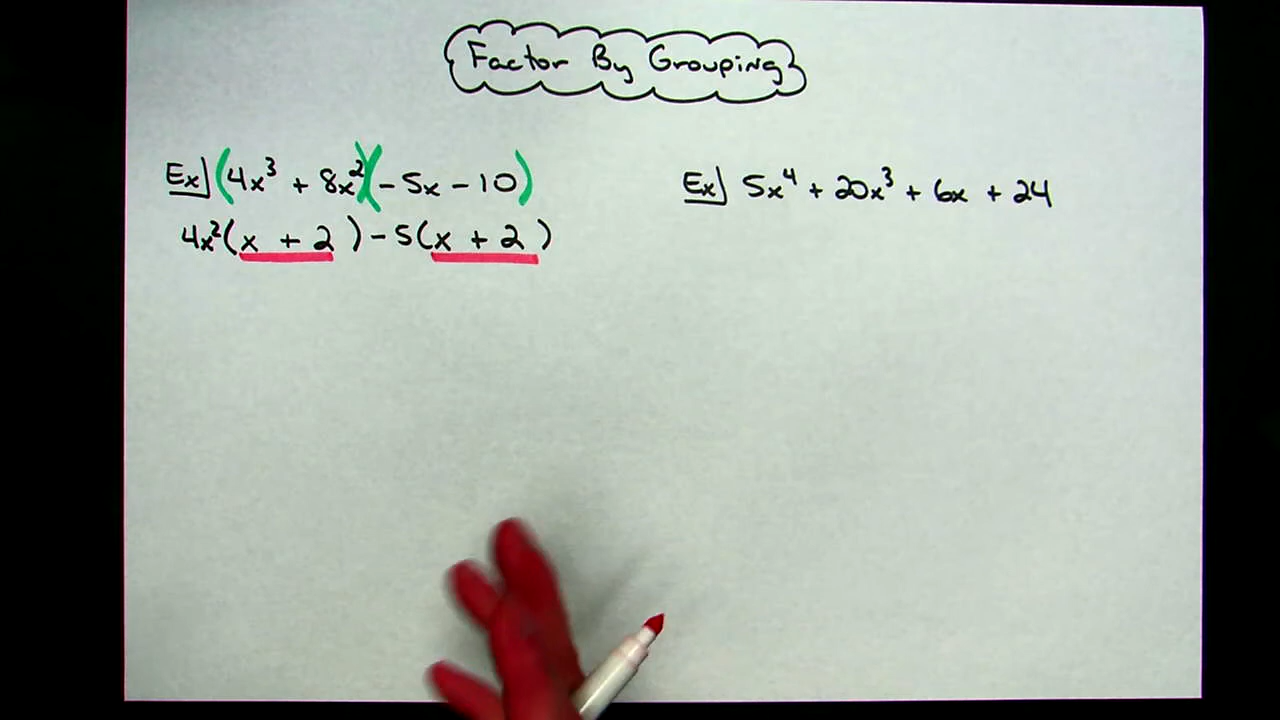 Factor By Grouping
Ex] (4x³ + 8x²)(- 5x - 10)
4x²(x + 2) - 5(x + 2)
Ex] 5x⁴ + 20x³ + 6x + 24